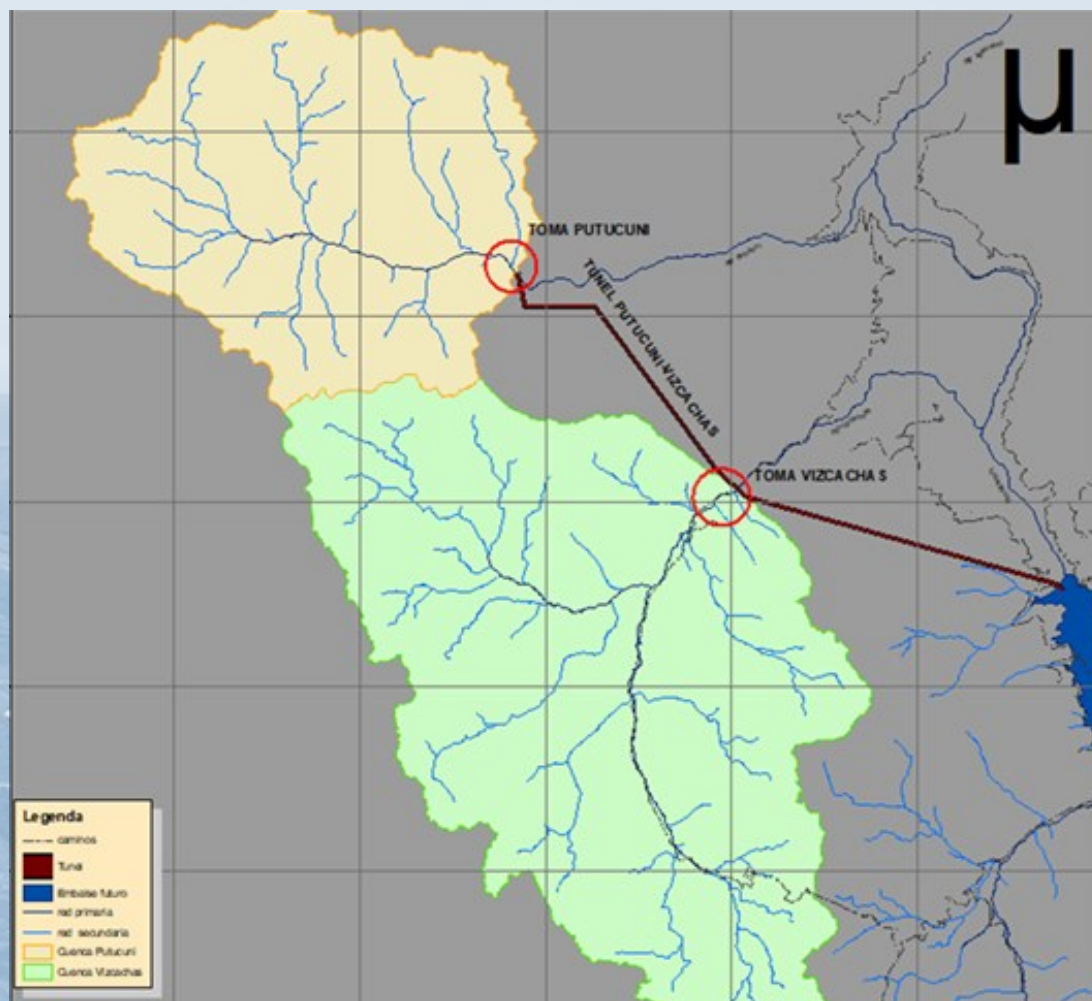 µ
TOMA PUTUCUNI
TUNEL PUTUCUNI-VIZCACHAS
TOMA VIZCACHAS
Legenda
caminos
Tunel
Embalse futuro
red primaria
red secundaria
Cuenca Putucuni
Cuenca Vizcachas